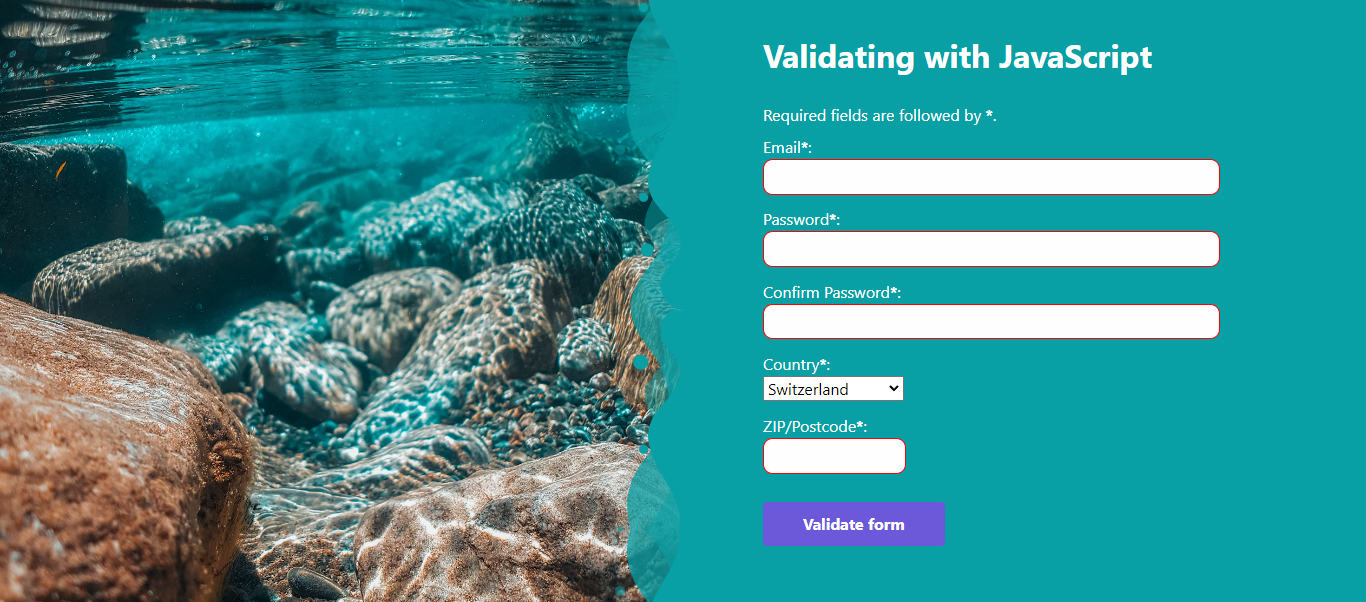 Validating with JavaScript
Required fields are followed by *.
Email*:
Password*:
Confirm Password*:
Country*:
Switzerland
ZIP/Postcode*:
Validate form